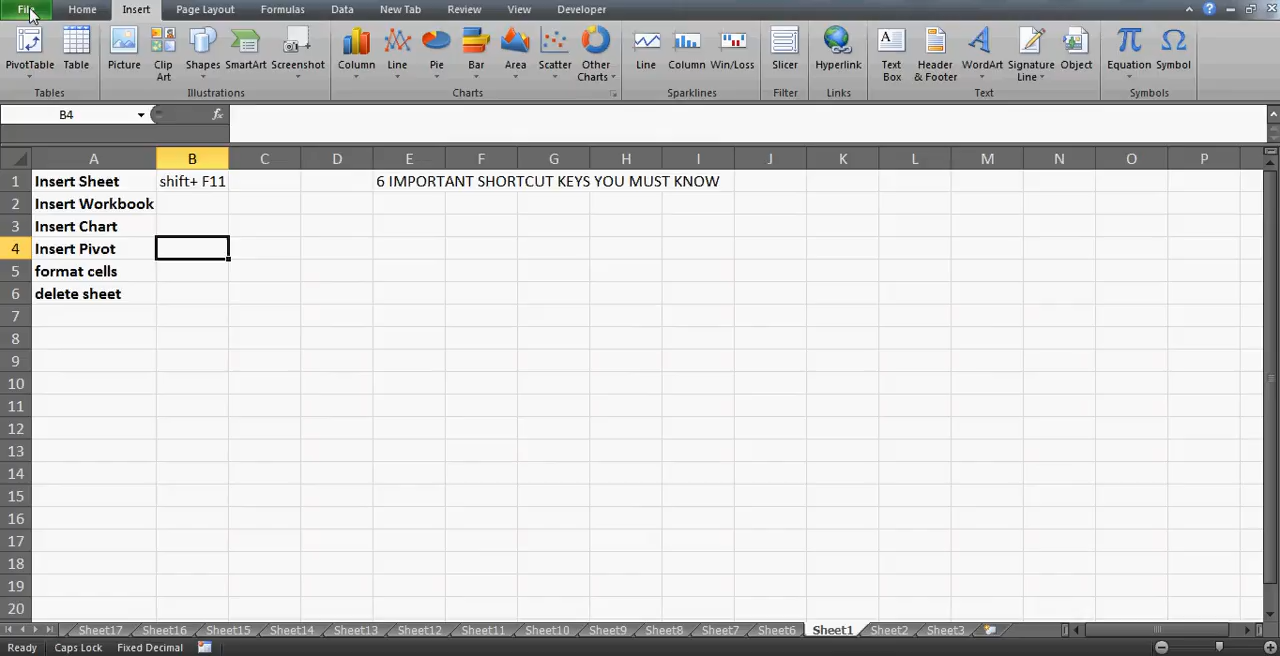 File Home Insert Page Layout Formulas Data New Tab Review View Developer
PivotTable Table Picture Clip Art Shapes SmartArt Screenshot Column Line Pie Bar Area Scatter Other Charts Line Column Win/Loss Slicer Hyperlink Text Box Header & Footer WordArt Signature Line Object Equation Symbol
Tables Illustrations Charts Sparklines Filter Links Text Symbols
B4 fx
A B C D E F G H I J K L M N O P
1 Insert Sheet shift+ F11 6 IMPORTANT SHORTCUT KEYS YOU MUST KNOW
2 Insert Workbook
3 Insert Chart
4 Insert Pivot
5 format cells
6 delete sheet
7
8
9
10
11
12
13
14
15
16
17
18
19
20
Sheet17 Sheet16 Sheet15 Sheet14 Sheet13 Sheet12 Sheet11 Sheet10 Sheet9 Sheet8 Sheet7 Sheet6 Sheet1 Sheet2 Sheet3
Ready Caps Lock Fixed Decimal